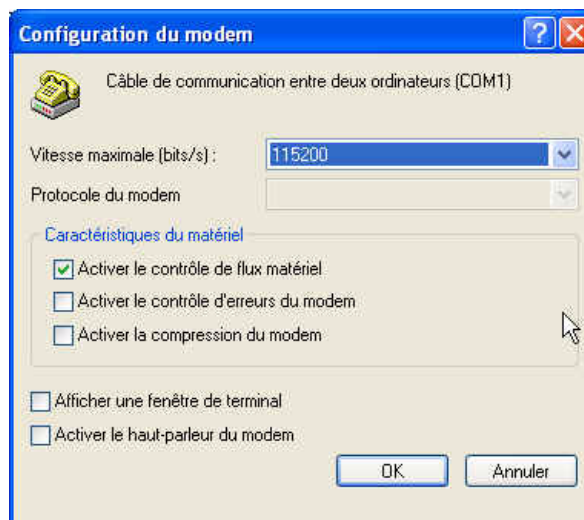 Configuration du modem
Câble de communication entre deux ordinateurs (COM1)
Vitesse maximale (bits/s) : 115200
Protocole du modem
Caractéristiques du matériel
Activer le contrôle de flux matériel
Activer le contrôle d'erreurs du modem
Activer la compression du modem
Afficher une fenêtre de terminal
Activer le haut-parleur du modem
OK Annuler